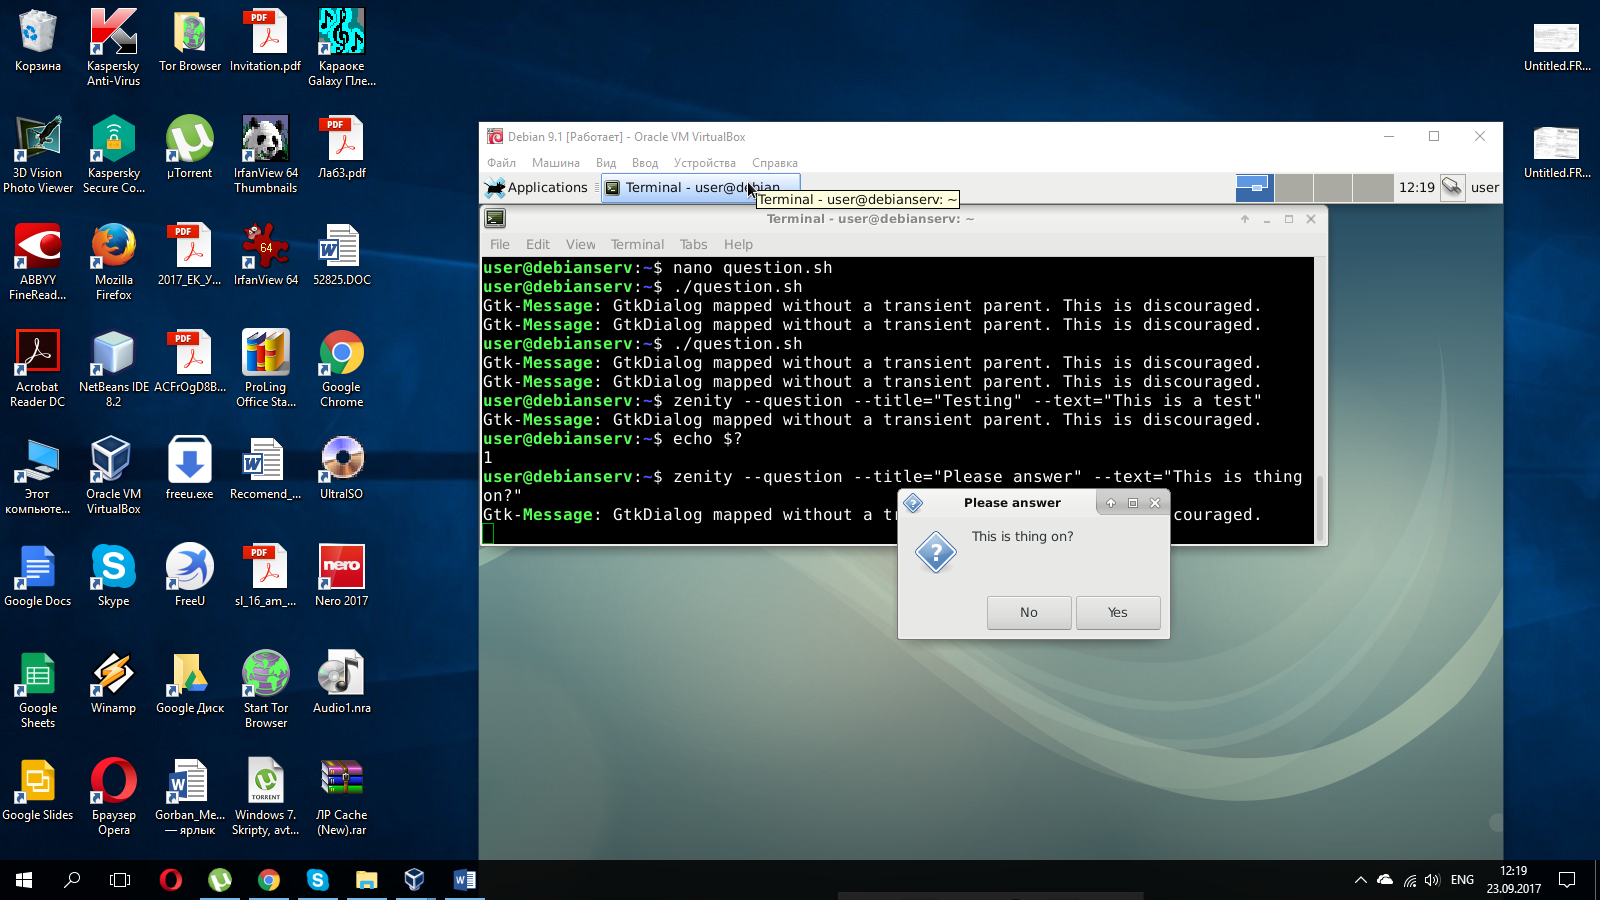 Корзина
Kaspersky
Anti-Virus
Tor Browser
PDF
Invitation.pdf
Караоке
Galaxy Пле...
3D Vision
Photo Viewer
Kaspersky
Secure Co...
µTorrent
IrfanView 64
Thumbnails
PDF
Ла63.pdf
ABBYY
FineRead...
Mozilla
Firefox
PDF
2017_EK_У...
64
IrfanView 64
52825.DOC
Acrobat
Reader DC
NetBeans IDE
8.2
PDF
ACFrOgD8B...
ProLing
Office Sta...
Google
Chrome
Этот
компьюте...
Oracle VM
VirtualBox
freeu.exe
Recomend_...
UltraISO
Google Docs
Skype
FreeU
PDF
sl_16_am_...
nero
Nero 2017
Google
Sheets
Winamp
Google Диск
Start Tor
Browser
Audio1.nra
Google Slides
Браузер
Opera
Gorban_Me...
— ярлык
TORRENT
Windows 7.
Skripty, avt...
ЛР Cache
(New).rar
Untitled.FR...
Untitled.FR...
Debian 9.1 [Работает] - Oracle VM VirtualBox
Файл Машина Вид Ввод Устройства Справка
Applications Terminal - user@debian 12:19 user
Terminal - user@debianserv: ~
Terminal - user@debianserv: ~
File Edit View Terminal Tabs Help
user@debianserv:~$ nano question.sh
user@debianserv:~$ ./question.sh
Gtk-Message: GtkDialog mapped without a transient parent. This is discouraged.
Gtk-Message: GtkDialog mapped without a transient parent. This is discouraged.
user@debianserv:~$ ./question.sh
Gtk-Message: GtkDialog mapped without a transient parent. This is discouraged.
Gtk-Message: GtkDialog mapped without a transient parent. This is discouraged.
user@debianserv:~$ zenity --question --title="Testing" --text="This is a test"
Gtk-Message: GtkDialog mapped without a transient parent. This is discouraged.
user@debianserv:~$ echo $?
1
user@debianserv:~$ zenity --question --title="Please answer" --text="This is thing
on?"
Gtk-Message: GtkDialog mapped without a tr couraged.
Please answer
This is thing on?
No Yes
ENG
12:19
23.09.2017